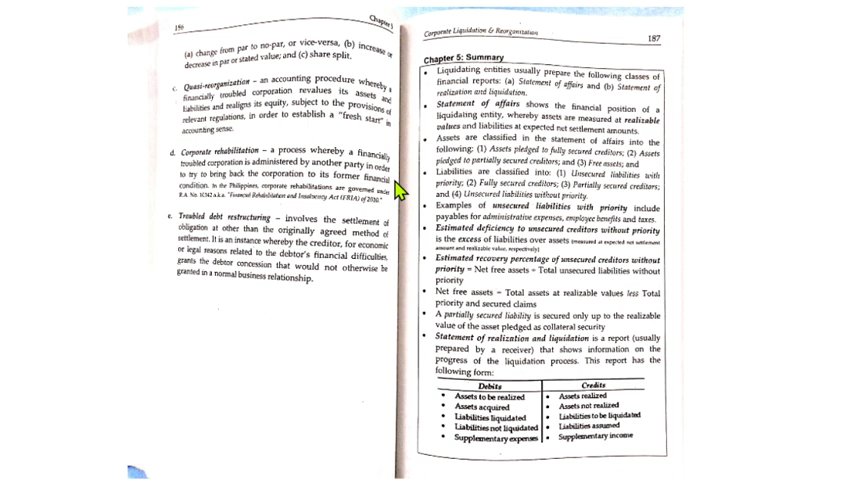 186
Chapter 5
(a) change from par to no-par, or vice-versa, (b) increase or
decrease in par or stated value; and (c) share split.
c. Quasi-reorganization – an accounting procedure whereby a
financially troubled corporation revalues its assets and
liabilities and realigns its equity, subject to the provisions of
relevant regulations, in order to establish a "fresh start" in
accounting sense.
d. Corporate rehabilitation – a process whereby a financially
troubled corporation is administered by another party in order
to try to bring back the corporation to its former financial
condition. In the Philippines, corporate rehabilitations are governed under
R.A. No. 10142 a.k.a. "Financial Rehabilitation and Insolvency Act (FRIA) of 2010."
e. Troubled debt restructuring – involves the settlement of
obligation at other than the originally agreed method of
settlement. It is an instance whereby the creditor, for economic
or legal reasons related to the debtor's financial difficulties,
grants the debtor concession that would not otherwise be
granted in a normal business relationship.
Corporate Liquidation & Reorganization
187
Chapter 5: Summary
• Liquidating entities usually prepare the following classes of
financial reports: (a) Statement of affairs and (b) Statement of
realization and liquidation.
• Statement of affairs shows the financial position of a
liquidating entity, whereby assets are measured at realizable
values and liabilities at expected net settlement amounts.
• Assets are classified in the statement of affairs into the
following: (1) Assets pledged to fully secured creditors; (2) Assets
pledged to partially secured creditors; and (3) Free assets; and
• Liabilities are classified into: (1) Unsecured liabilities with
priority; (2) Fully secured creditors; (3) Partially secured creditors;
and (4) Unsecured liabilities without priority.
• Examples of unsecured liabilities with priority include
payables for administrative expenses, employee benefits and taxes.
• Estimated deficiency to unsecured creditors without priority
is the excess of liabilities over assets (measured at expected net settlement
amount and realizable value, respectively)
• Estimated recovery percentage of unsecured creditors without
priority = Net free assets ÷ Total unsecured liabilities without
priority
• Net free assets = Total assets at realizable values less Total
priority and secured claims
• A partially secured liability is secured only up to the realizable
value of the asset pledged as collateral security
• Statement of realization and liquidation is a report (usually
prepared by a receiver) that shows information on the
progress of the liquidation process. This report has the
following form:
Debits Credits
• Assets to be realized • Assets realized
• Assets acquired • Assets not realized
• Liabilities liquidated • Liabilities to be liquidated
• Liabilities not liquidated • Liabilities assumed
• Supplementary expenses • Supplementary income